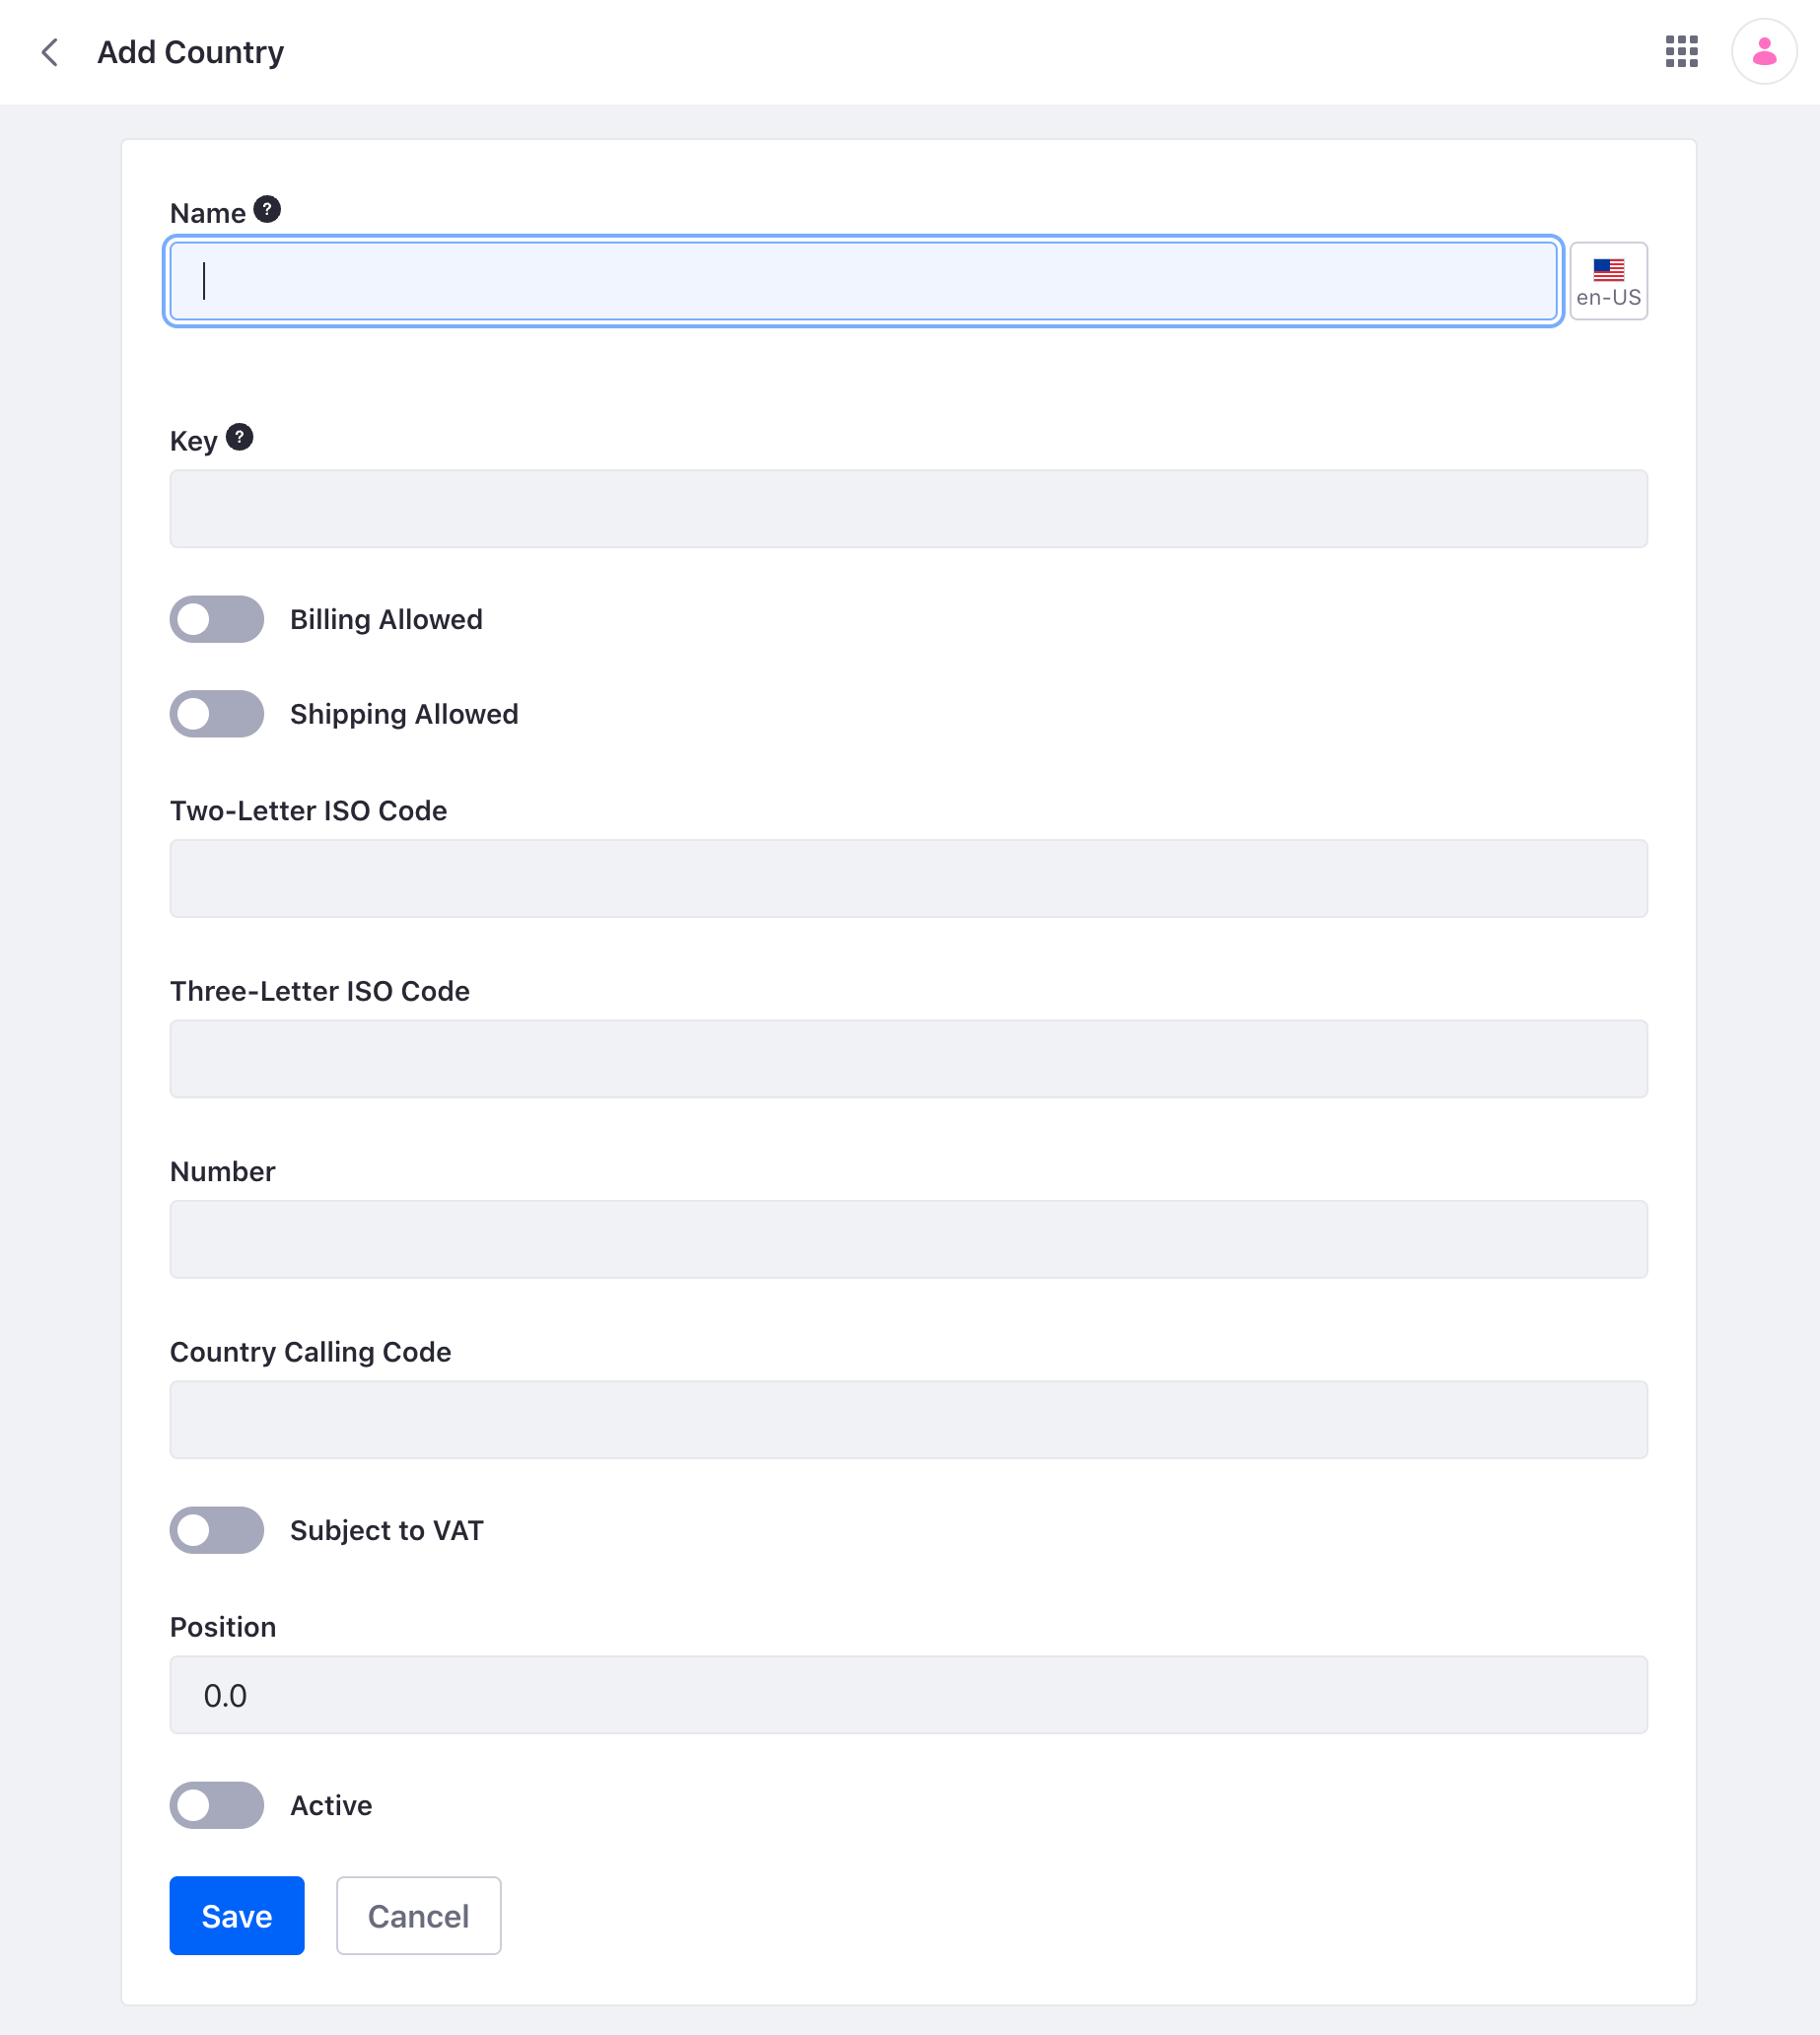 Add Country
Name ?
en-US
Key ?
Billing Allowed
Shipping Allowed
Two-Letter ISO Code
Three-Letter ISO Code
Number
Country Calling Code
Subject to VAT
Position
0.0
Active
Save Cancel